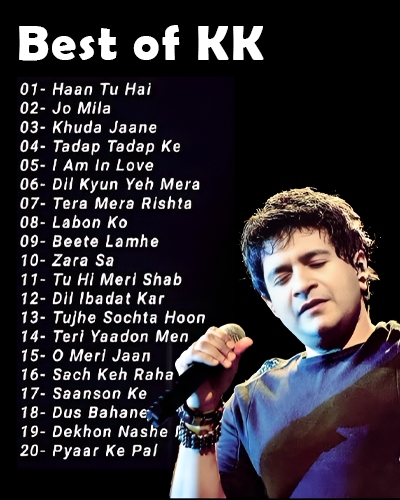 Best of KK
01- Haan Tu Hai
02- Jo Mila
03- Khuda Jaane
04- Tadap Tadap Ke
05- I Am In Love
06- Dil Kyun Yeh Mera
07- Tera Mera Rishta
08- Labon Ko
09- Beete Lamhe
10- Zara Sa
11- Tu Hi Meri Shab
12- Dil Ibadat Kar
13- Tujhe Sochta Hoon
14- Teri Yaadon Men
15- O Meri Jaan
16- Sach Keh Raha
17- Saanson Ke
18- Dus Bahane
19- Dekhon Nashe
20- Pyaar Ke Pal